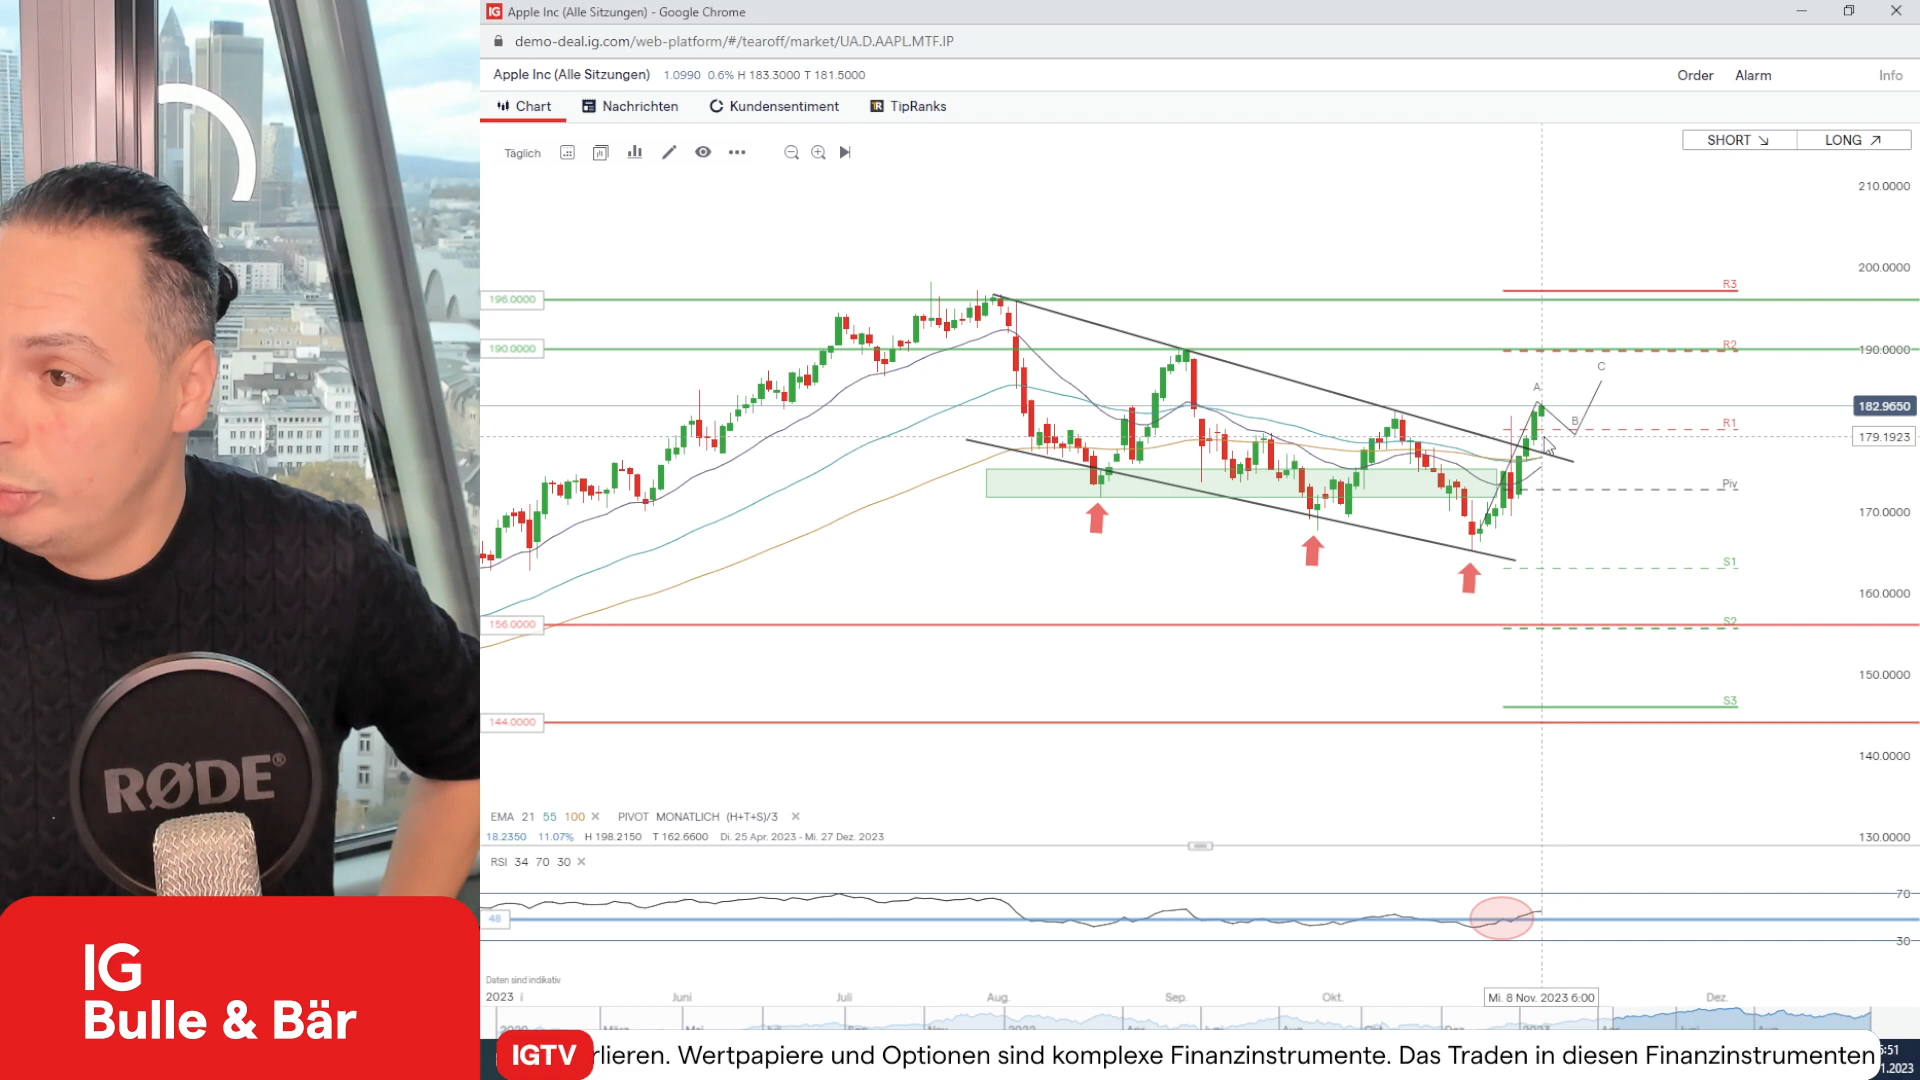 IG Apple Inc (Alle Sitzungen) - Google Chrome
demo-deal.ig.com/web-platform/#/tearoff/market/UA.D.AAPL.MTF.IP
Apple Inc (Alle Sitzungen) 1.0990 0.6% H 183.3000 T 181.5000
Order Alarm Info
Chart Nachrichten Kundensentiment TipRanks
Täglich
SHORT LONG
210.0000
200.0000
R3
196.0000
R2
190.0000 190.0000
C
A
182.9650
B R1
179.1923
Piv
170.0000
S1
160.0000
156.0000 S2
150.0000
S3
144.0000
140.0000
EMA 21 55 100 PIVOT MONATLICH (H+T+S)/3
18.2350 11.07% H 198.2150 T 162.6600 Di. 25 Apr. 2023 - Mi. 27 Dez. 2023
130.0000
RSI 34 70 30
70
48
30
Daten sind indikativ
2023 Juni Juli Aug. Sep. Okt. Mi. 8 Nov. 2023 6:00 Dez.
RØDE®
IG
Bulle & Bär
IGTV rlieren. Wertpapiere und Optionen sind komplexe Finanzinstrumente. Das Traden in diesen Finanzinstrumenten
5:51
1.2023